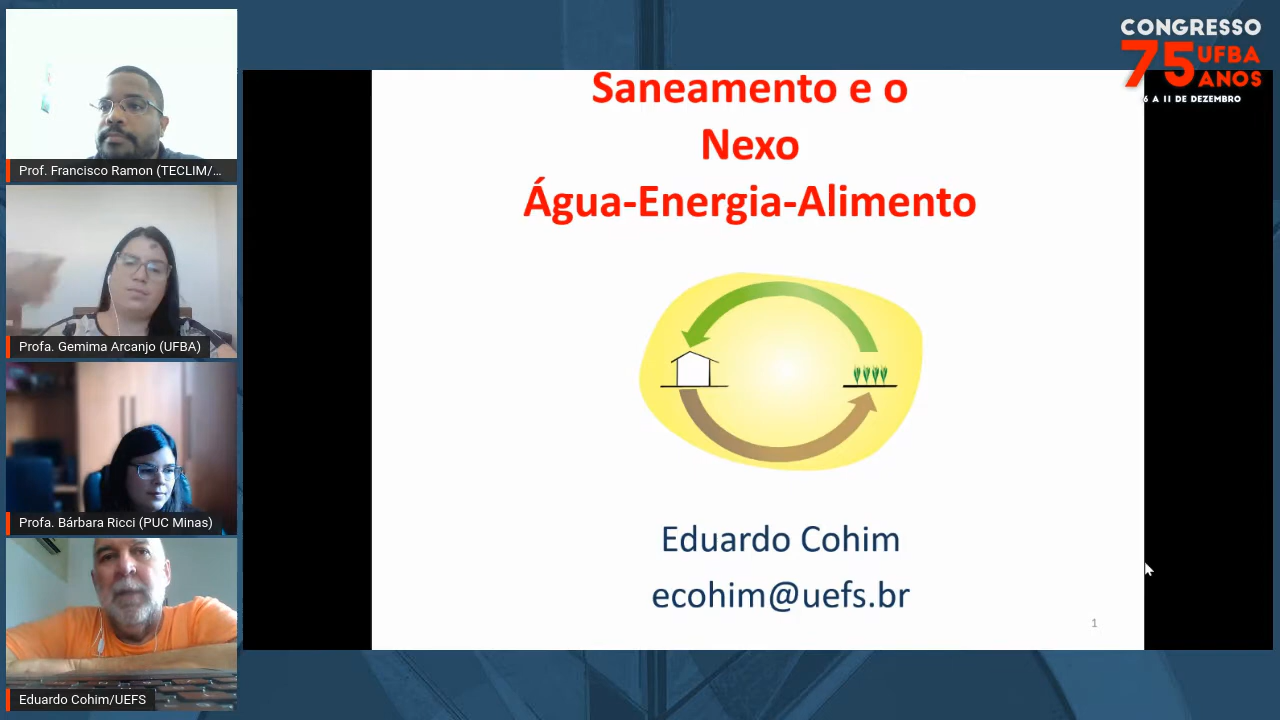 CONGRESSO
75 UFBA
ANOS
6 A 11 DE DEZEMBRO
Prof. Francisco Ramon (TECLIM/…
Profa. Gemima Arcanjo (UFBA)
Profa. Bárbara Ricci (PUC Minas)
Eduardo Cohim/UEFS
Saneamento e o
Nexo
Água-Energia-Alimento
Eduardo Cohim
ecohim@uefs.br
1